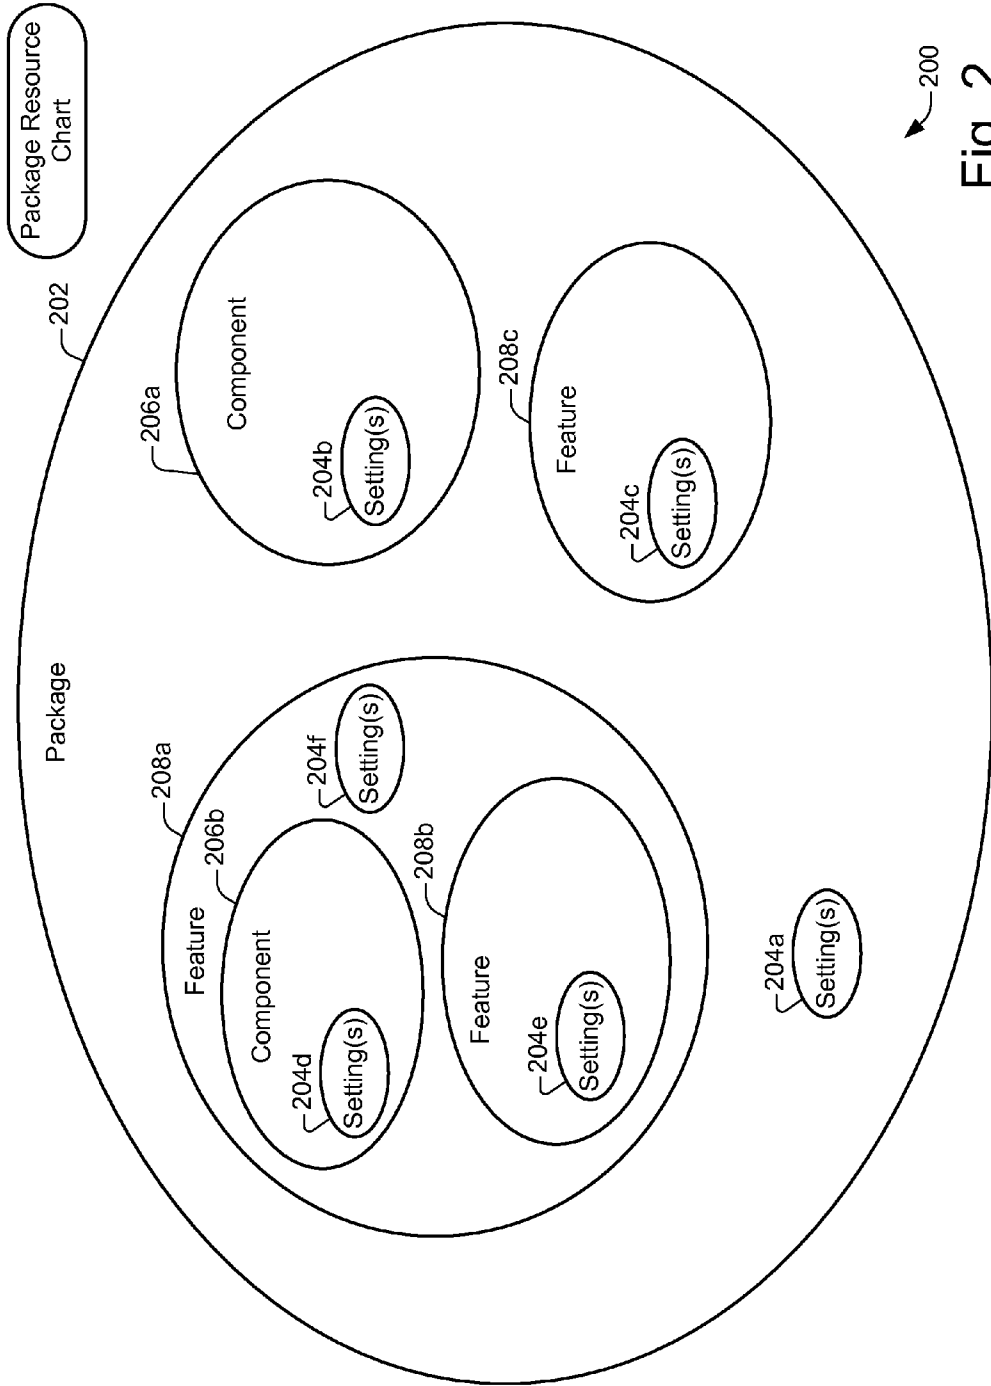 Package Resource
Chart
Package
202
208a
206a
Feature
206b
Component
Component
204d
204f
204b
Setting(s)
Setting(s)
Setting(s)
208b
208c
Feature
Feature
204e
204c
Setting(s)
Setting(s)
204a
Setting(s)
200
Fig. 2